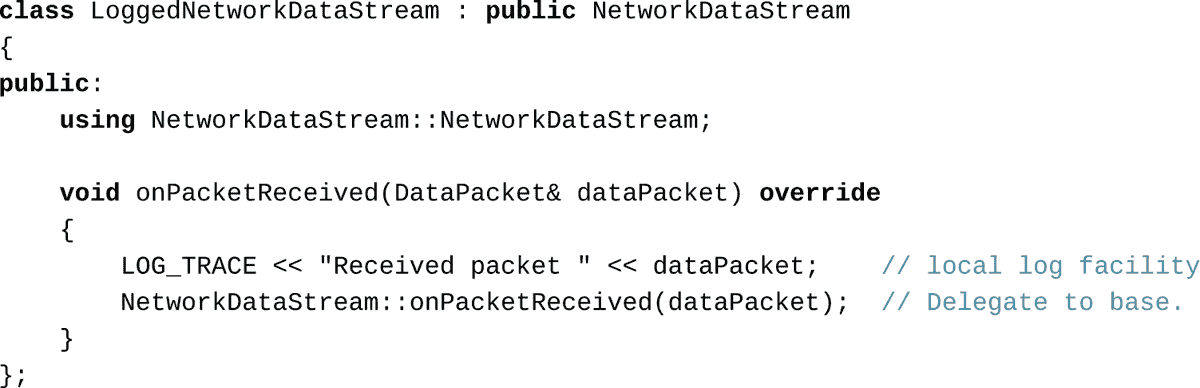 class LoggedNetworkDataStream : public NetworkDataStream
{
public:
    using NetworkDataStream::NetworkDataStream;

    void onPacketReceived(DataPacket& dataPacket) override
    {
        LOG_TRACE << "Received packet " << dataPacket;    // local log facility
        NetworkDataStream::onPacketReceived(dataPacket);  // Delegate to base.
    }
};